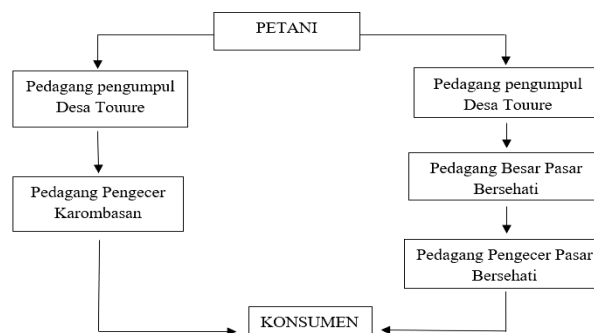 PETANI
Pedagang pengumpul
Desa Touure
Pedagang Pengecer
Karombasan
Pedagang pengumpul
Desa Touure
Pedagang Besar Pasar
Bersehati
Pedagang Pengecer Pasar
Bersehati
KONSUMEN